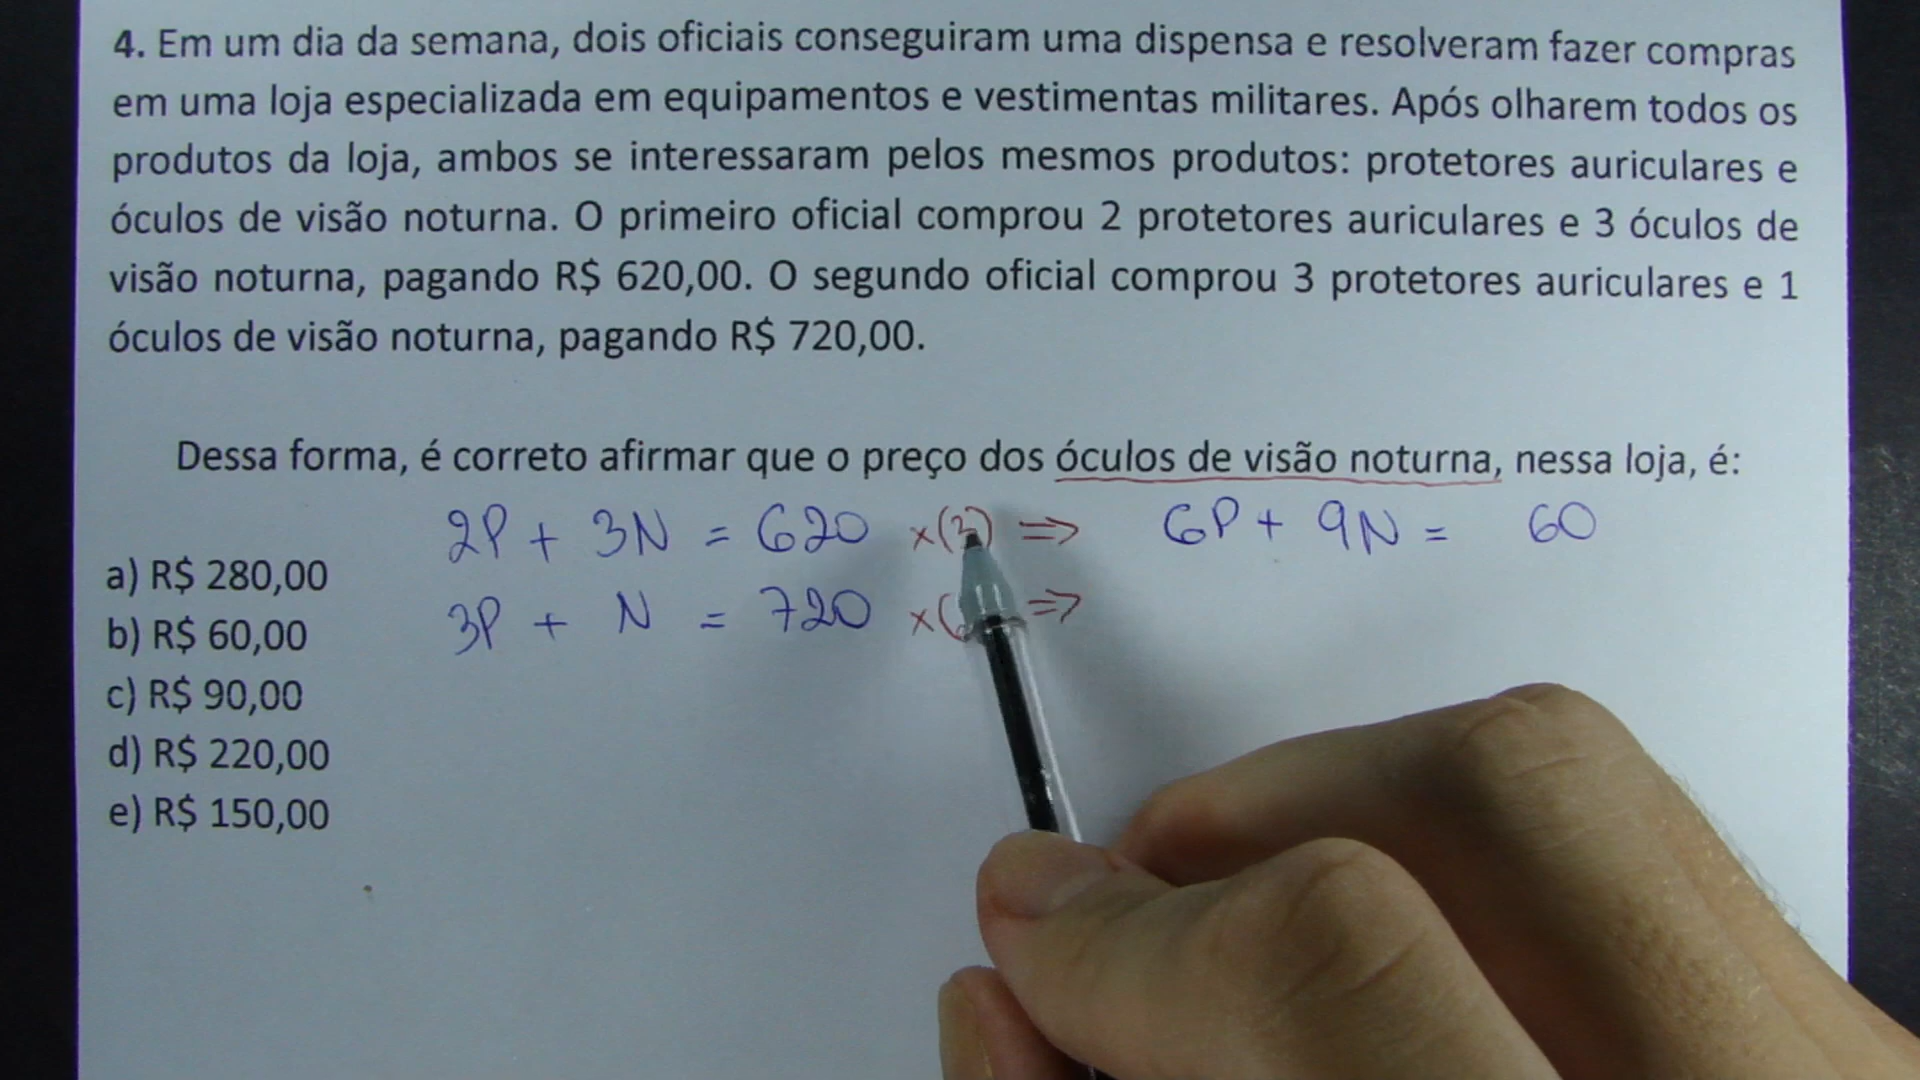 4. Em um dia da semana, dois oficiais conseguiram uma dispensa e resolveram fazer compras
em uma loja especializada em equipamentos e vestimentas militares. Após olharem todos os
produtos da loja, ambos se interessaram pelos mesmos produtos: protetores auriculares e
óculos de visão noturna. O primeiro oficial comprou 2 protetores auriculares e 3 óculos de
visão noturna, pagando R$ 620,00. O segundo oficial comprou 3 protetores auriculares e 1
óculos de visão noturna, pagando R$ 720,00.
Dessa forma, é correto afirmar que o preço dos óculos de visão noturna, nessa loja, é:
2P + 3N = 620 x(3) => 6P + 9N = 60
3P + N = 720 x( =>
a) R$ 280,00
b) R$ 60,00
c) R$ 90,00
d) R$ 220,00
e) R$ 150,00